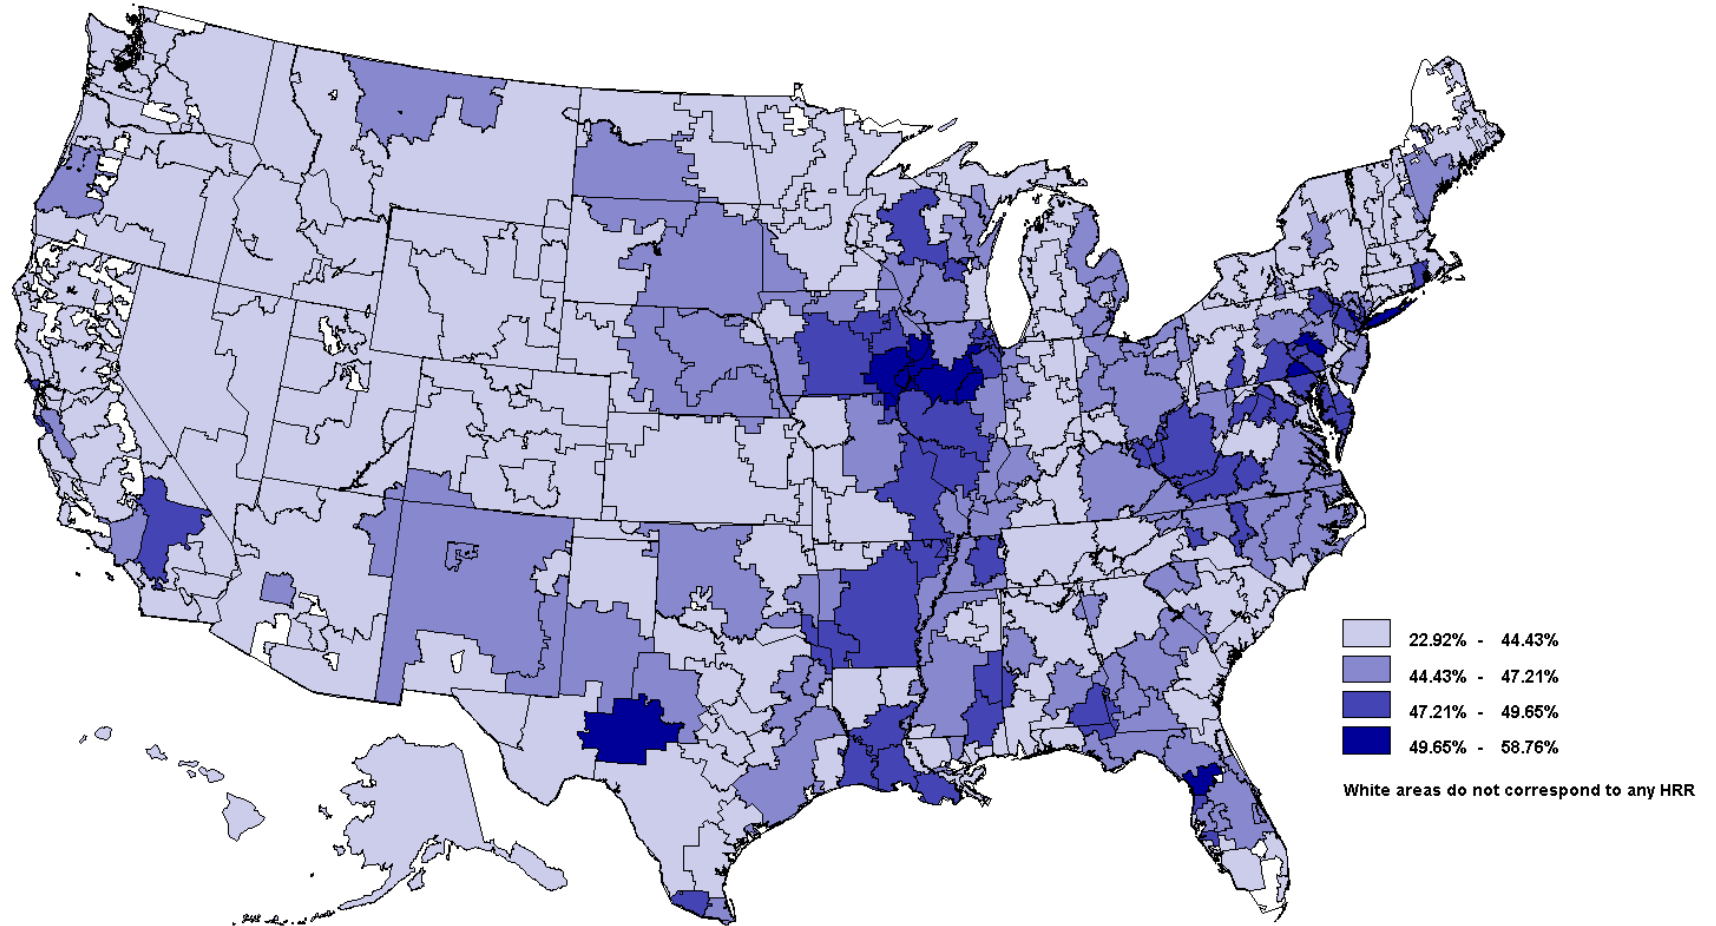 22.92% - 44.43%
44.43% - 47.21%
47.21% - 49.65%
49.65% - 58.76%
White areas do not correspond to any HRR